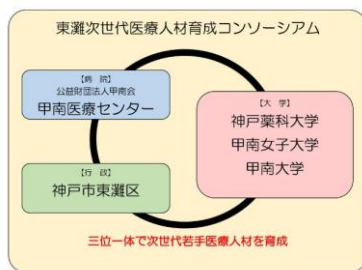 東灘次世代医療人材育成コンソーシアム
【病 院】
公益財団法人甲南会
甲南医療センター
【行 政】
神戸市東灘区
【大 学】
神戸薬科大学
甲南女子大学
甲南大学
三位一体で次世代若手医療人材を育成